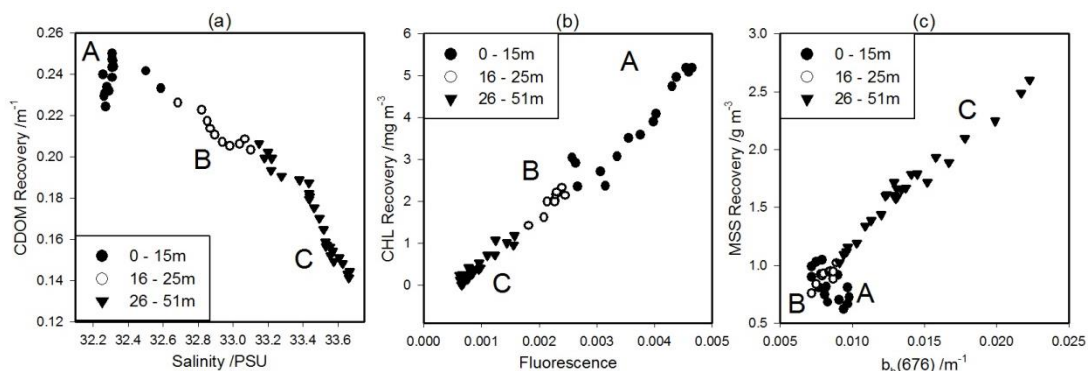 (a)
CDOM Recovery /m⁻¹
0.26
0.24
0.22
0.20
0.18
0.16
0.14
0.12
A
B
C
0 - 15m
16 - 25m
26 - 51m
32.2 32.4 32.6 32.8 33.0 33.2 33.4 33.6
Salinity /PSU
(b)
CHL Recovery /mg m⁻³
6
5
4
3
2
1
0
0 - 15m
16 - 25m
26 - 51m
A
B
C
0.000 0.001 0.002 0.003 0.004 0.005
Fluorescence
(c)
MSS Recovery /g m⁻³
3.0
2.5
2.0
1.5
1.0
0.5
0 - 15m
16 - 25m
26 - 51m
C
B
A
0.005 0.010 0.015 0.020 0.025
b_b(676) /m⁻¹